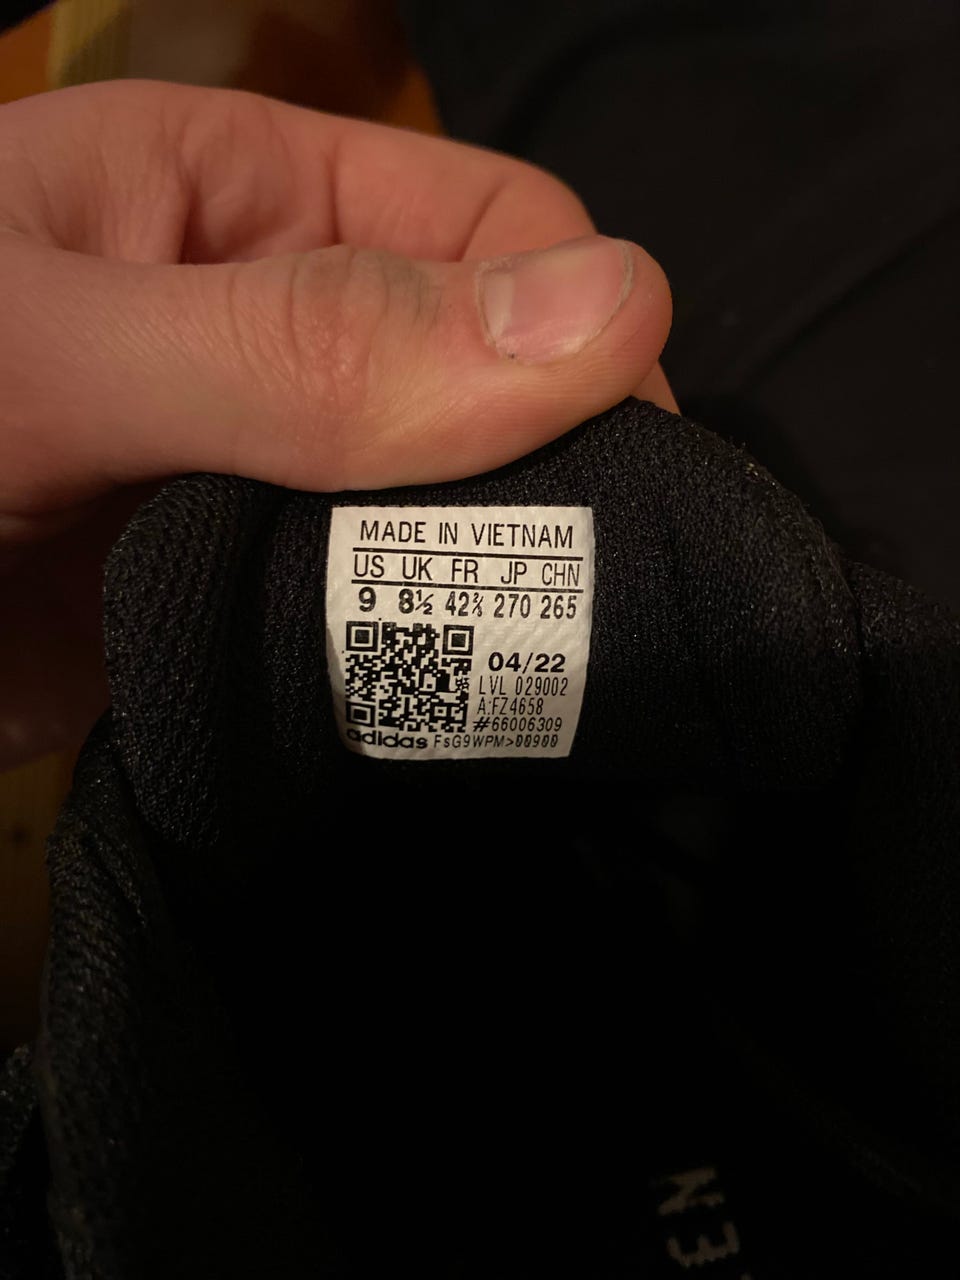 MADE IN VIETNAM
US UK FR JP CHN
9 8½ 42⅔ 270 265
04/22
LVL 029002
A:FZ4658
#66006309
adidas FsG9WPM>00900